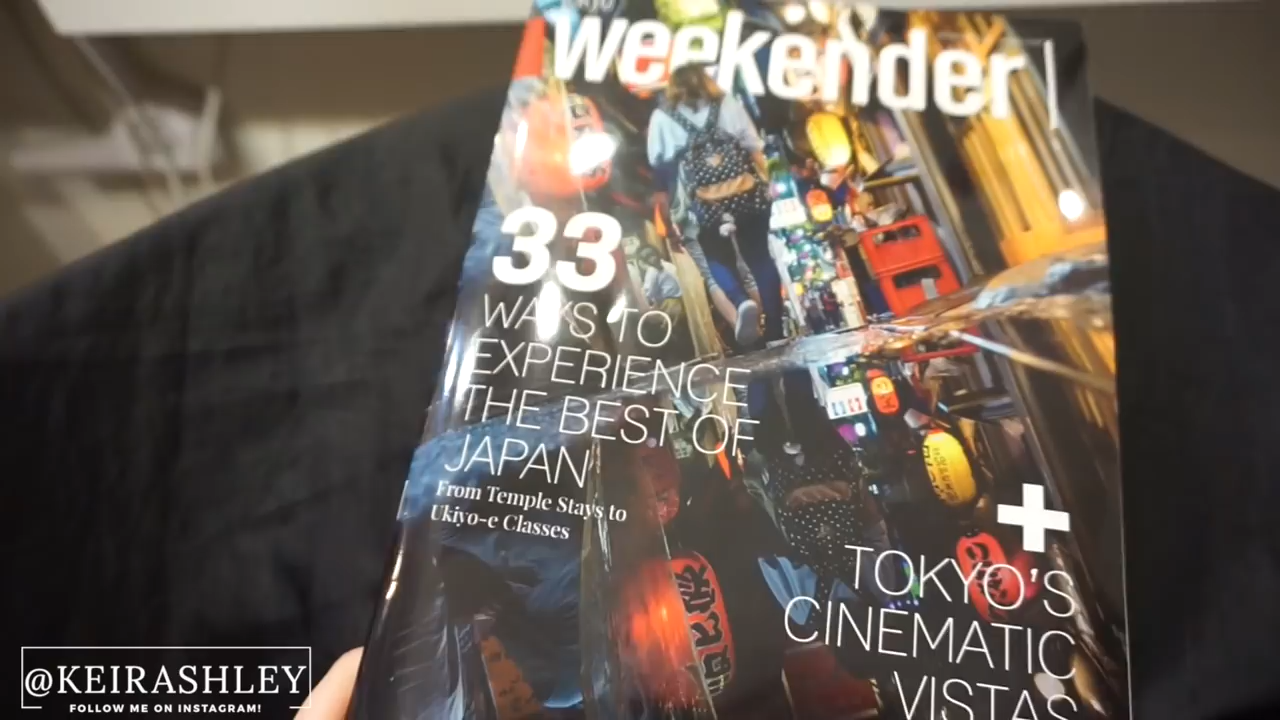 weekender
33
WAYS TO
EXPERIENCE
THE BEST OF
JAPAN
From Temple Stays to
Ukiyo-e Classes
+
TOKYO'S
CINEMATIC
VISTAS
@KEIRASHLEY
FOLLOW ME ON INSTAGRAM!